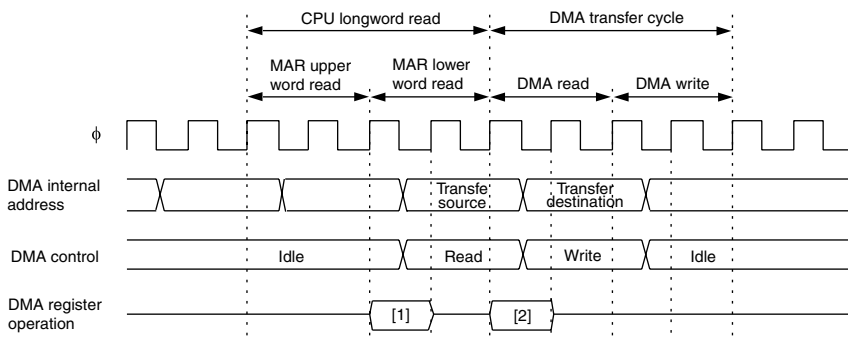 CPU longword read
DMA transfer cycle
MAR upper
word read
MAR lower
word read
DMA read
DMA write
ϕ
DMA internal
address
Transfe
source
Transfer
destination
DMA control
Idle
Read
Write
Idle
DMA register
operation
[1]
[2]